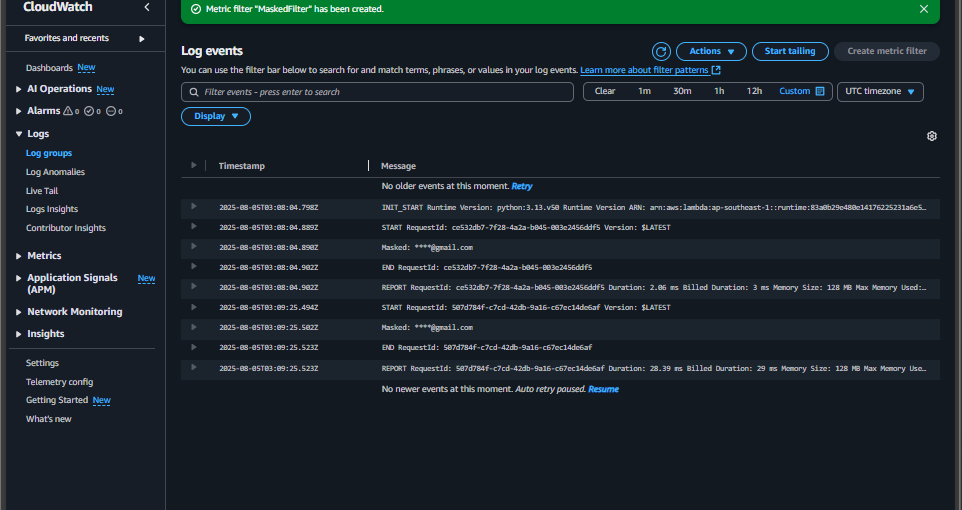 CloudWatch
Favorites and recents
Dashboards New
AI Operations New
Alarms 0 0 0
Logs
Log groups
Log Anomalies
Live Tail
Logs Insights
Contributor Insights
Metrics
Application Signals (APM) New
Network Monitoring
Insights
Settings
Telemetry config
Getting Started New
What's new
Metric filter "MaskedFilter" has been created.
Log events
Actions
Start tailing
Create metric filter
You can use the filter bar below to search for and match terms, phrases, or values in your log events. Learn more about filter patterns
Filter events - press enter to search
Clear 1m 30m 1h 12h Custom UTC timezone
Display
Timestamp Message
No older events at this moment. Retry
2025-08-05T03:08:04.798Z INIT_START Runtime Version: python:3.13.v50 Runtime Version ARN: arn:aws:lambda:ap-southeast-1::runtime:83a0b29e480e14176225231a6e5…
2025-08-05T03:08:04.889Z START RequestId: ce532db7-7f28-4a2a-b045-003e2456ddf5 Version: $LATEST
2025-08-05T03:08:04.890Z Masked: ****@gmail.com
2025-08-05T03:08:04.902Z END RequestId: ce532db7-7f28-4a2a-b045-003e2456ddf5
2025-08-05T03:08:04.902Z REPORT RequestId: ce532db7-7f28-4a2a-b045-003e2456ddf5 Duration: 2.06 ms Billed Duration: 3 ms Memory Size: 128 MB Max Memory Used:…
2025-08-05T03:09:25.494Z START RequestId: 507d784f-c7cd-42db-9a16-c67ec14de6af Version: $LATEST
2025-08-05T03:09:25.502Z Masked: ****@gmail.com
2025-08-05T03:09:25.523Z END RequestId: 507d784f-c7cd-42db-9a16-c67ec14de6af
2025-08-05T03:09:25.523Z REPORT RequestId: 507d784f-c7cd-42db-9a16-c67ec14de6af Duration: 28.39 ms Billed Duration: 29 ms Memory Size: 128 MB Max Memory Use…
No newer events at this moment. Auto retry paused. Resume